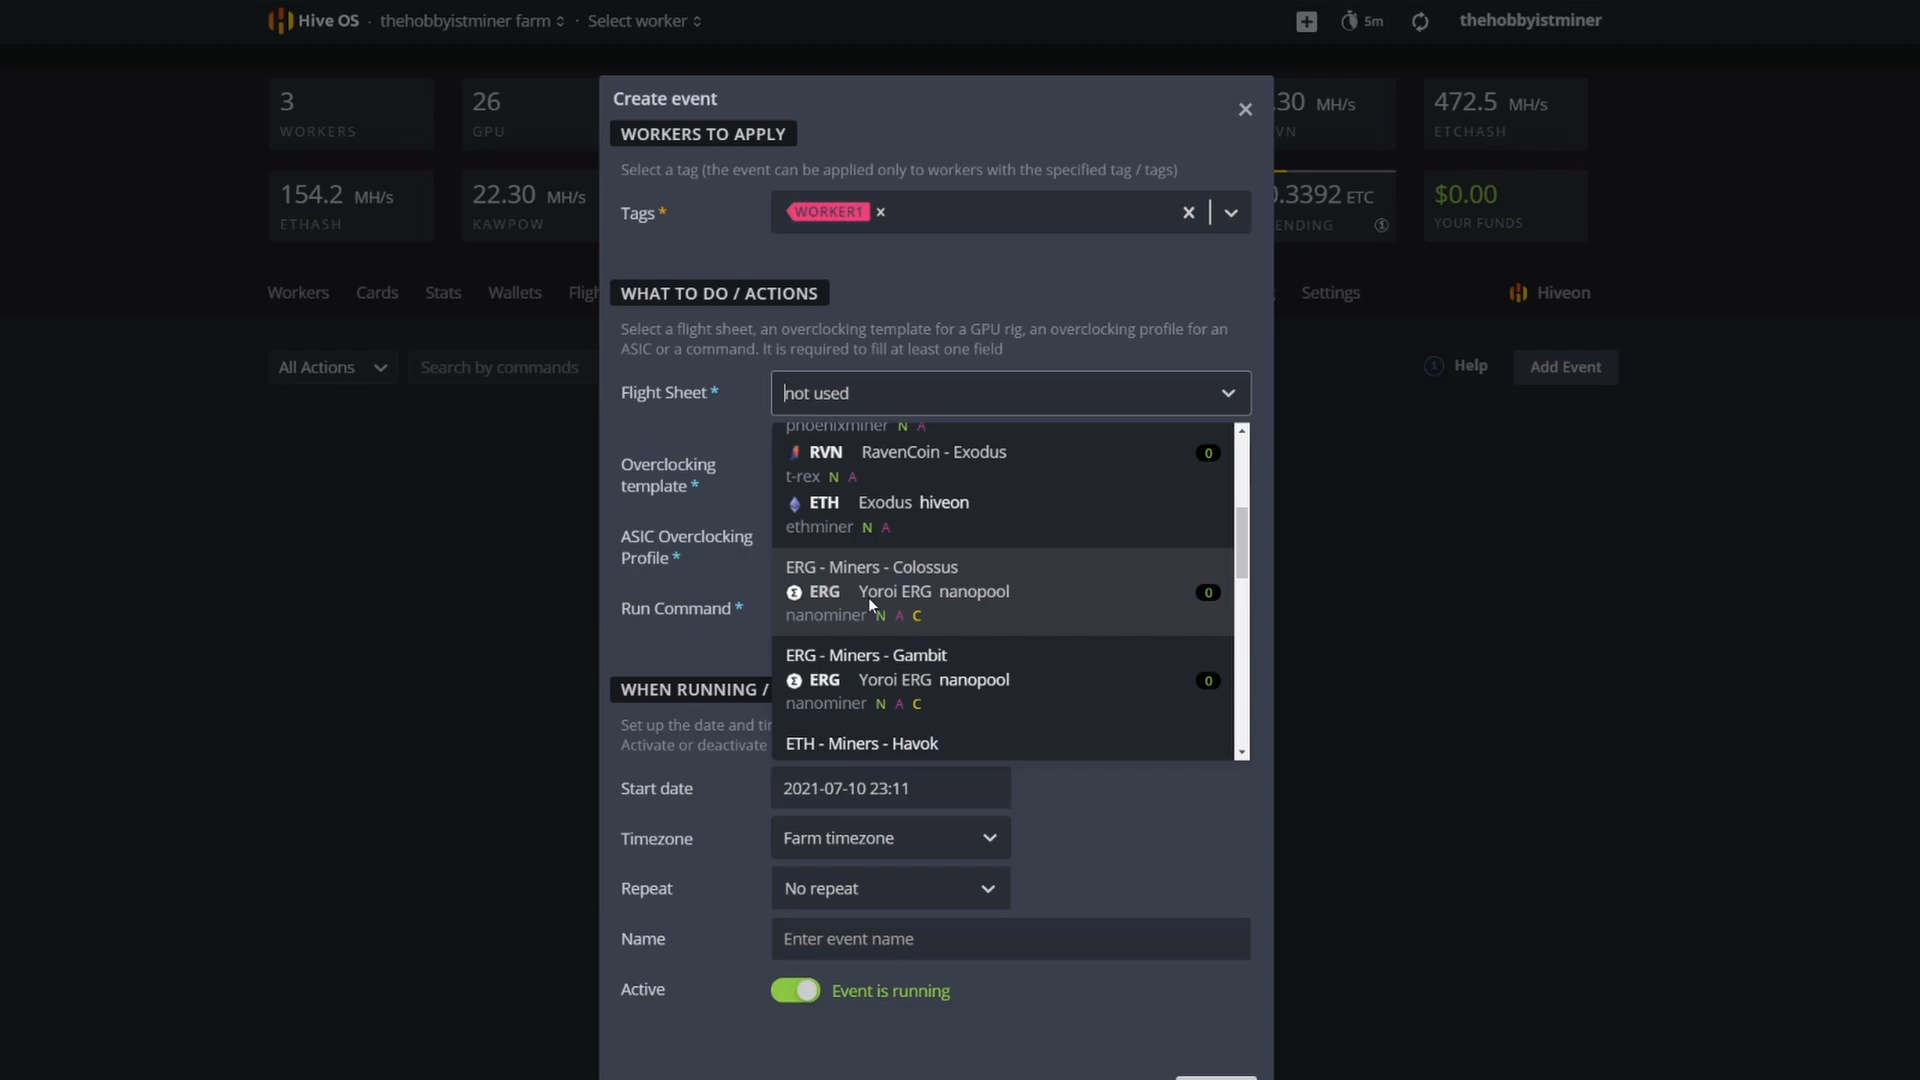 Hive OS · thehobbyistminer farm · Select worker
5m
thehobbyistminer
3
WORKERS
26
GPU
.30 MH/s
VN
472.5 MH/s
ETCHASH
154.2 MH/s
ETHASH
22.30 MH/s
KAWPOW
.3392 ETC
ENDING
$0.00
YOUR FUNDS
Workers Cards Stats Wallets Fligh
Settings
Hiveon
All Actions
Search by commands
Help
Add Event
Create event
WORKERS TO APPLY
Select a tag (the event can be applied only to workers with the specified tag / tags)
Tags *
WORKER1 ×
WHAT TO DO / ACTIONS
Select a flight sheet, an overclocking template for a GPU rig, an overclocking profile for an
ASIC or a command. It is required to fill at least one field
Flight Sheet *
not used
phoenixminer N A
RVN RavenCoin - Exodus
0
t-rex N A
ETH Exodus hiveon
ethminer N A
ERG - Miners - Colossus
ERG Yoroi ERG nanopool
0
nanominer N A C
ERG - Miners - Gambit
ERG Yoroi ERG nanopool
0
nanominer N A C
ETH - Miners - Havok
Overclocking
template *
ASIC Overclocking
Profile *
Run Command *
WHEN RUNNING /
Set up the date and ti
Activate or deactivate
Start date
2021-07-10 23:11
Timezone
Farm timezone
Repeat
No repeat
Name
Enter event name
Active
Event is running